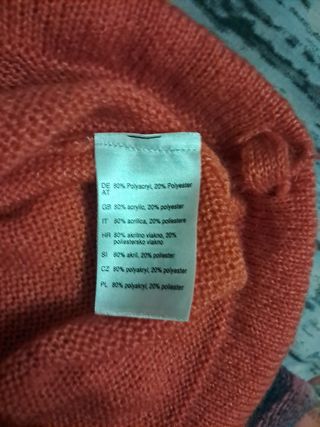 DE 80% Polyacryl, 20% Polyester
AT
GB 80% acrylic, 20% polyester
IT 80% acrilica, 20% poliestere
HR 80% akrilno vlakno, 20%
poliestersko vlakno
SI 80% akril, 20% poliester
CZ 80% polyakryl, 20% polyester
PL 80% poliakryl, 20% poliester